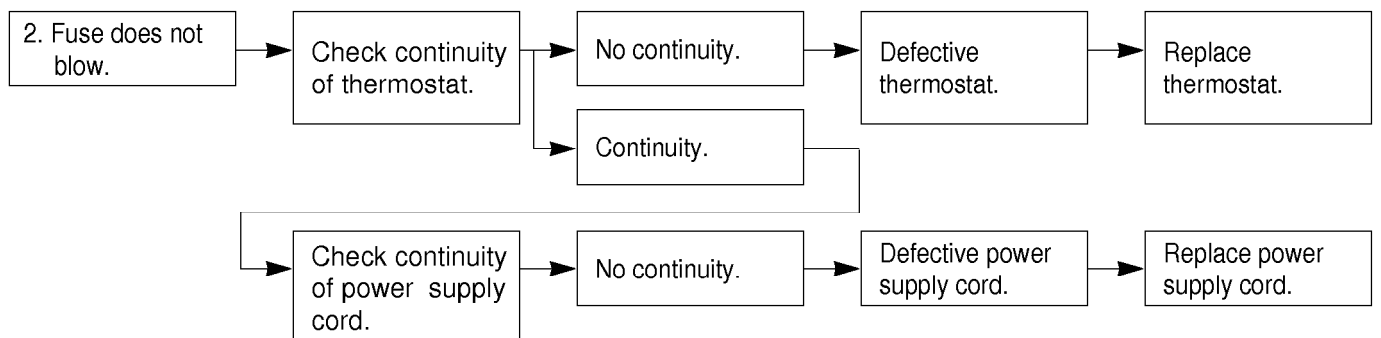 2. Fuse does not
blow.
Check continuity
of thermostat.
No continuity.
Defective
thermostat.
Replace
thermostat.
Continuity.
Check continuity
of power supply
cord.
No continuity.
Defective power
supply cord.
Replace power
supply cord.